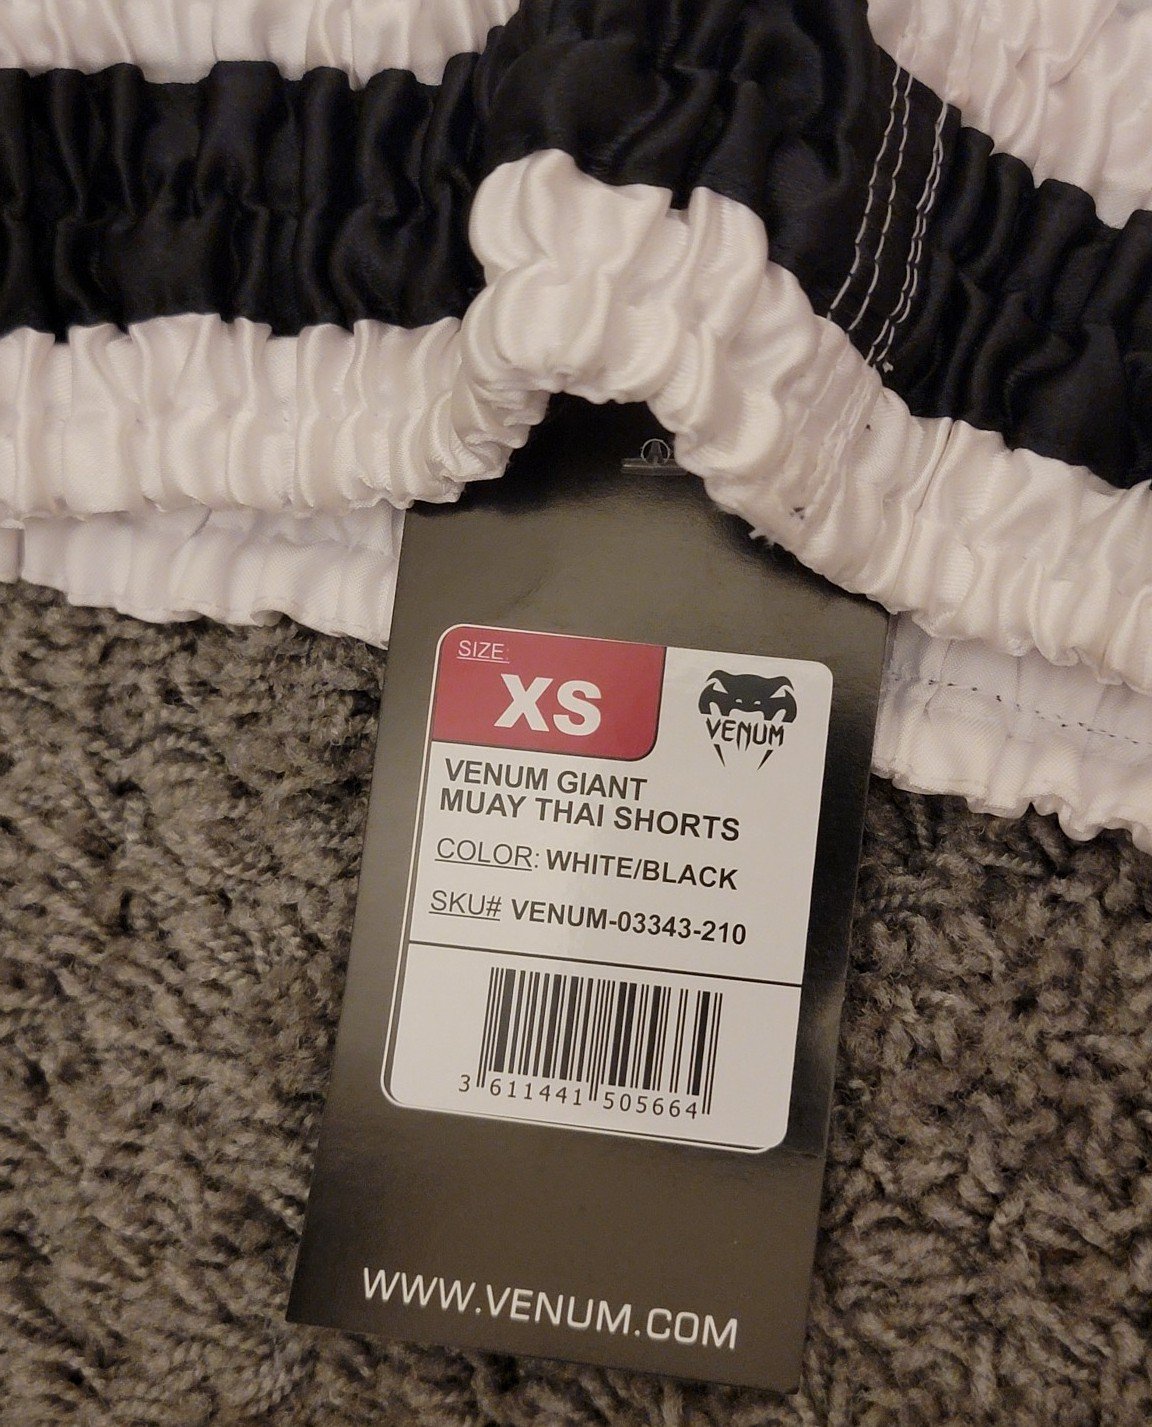 SIZE:
XS
VENUM
VENUM GIANT
MUAY THAI SHORTS
COLOR: WHITE/BLACK
SKU# VENUM-03343-210
3 611441 505664
WWW.VENUM.COM